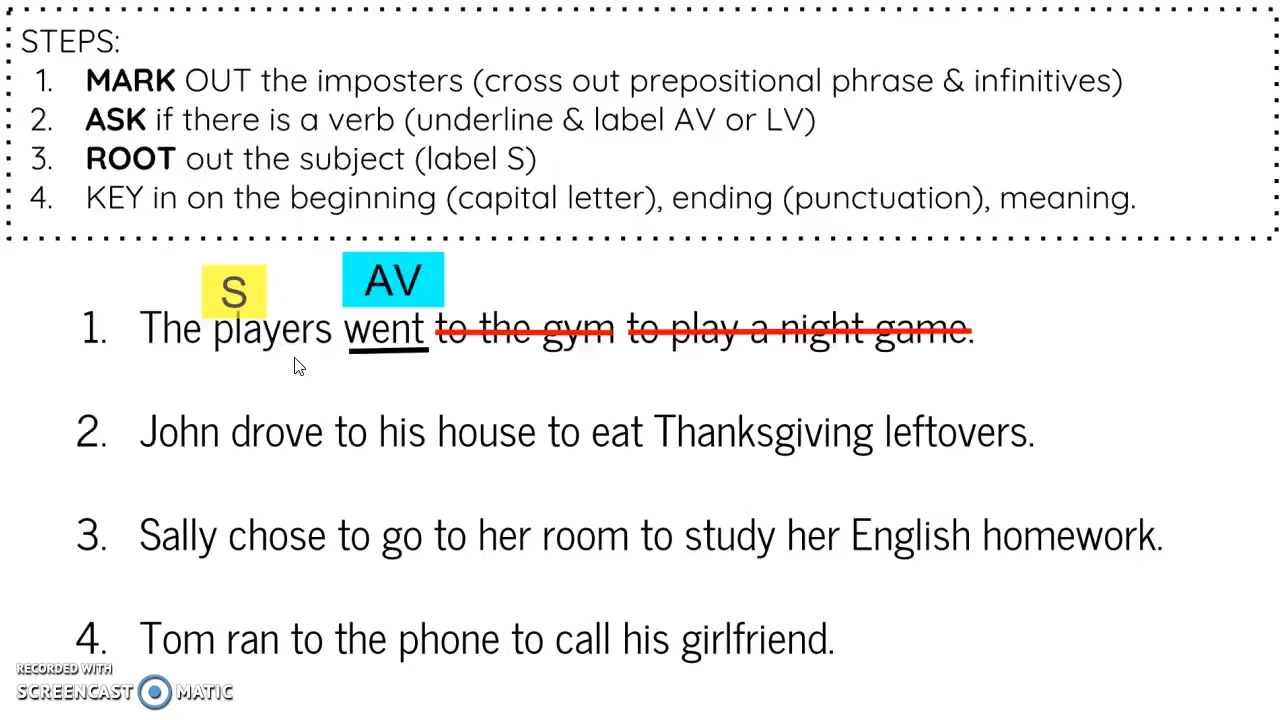 STEPS:
1. MARK OUT the imposters (cross out prepositional phrase & infinitives)
2. ASK if there is a verb (underline & label AV or LV)
3. ROOT out the subject (label S)
4. KEY in on the beginning (capital letter), ending (punctuation), meaning.
S AV
1. The players went to the gym to play a night game.
2. John drove to his house to eat Thanksgiving leftovers.
3. Sally chose to go to her room to study her English homework.
4. Tom ran to the phone to call his girlfriend.
RECORDED WITH
SCREENCAST MATIC